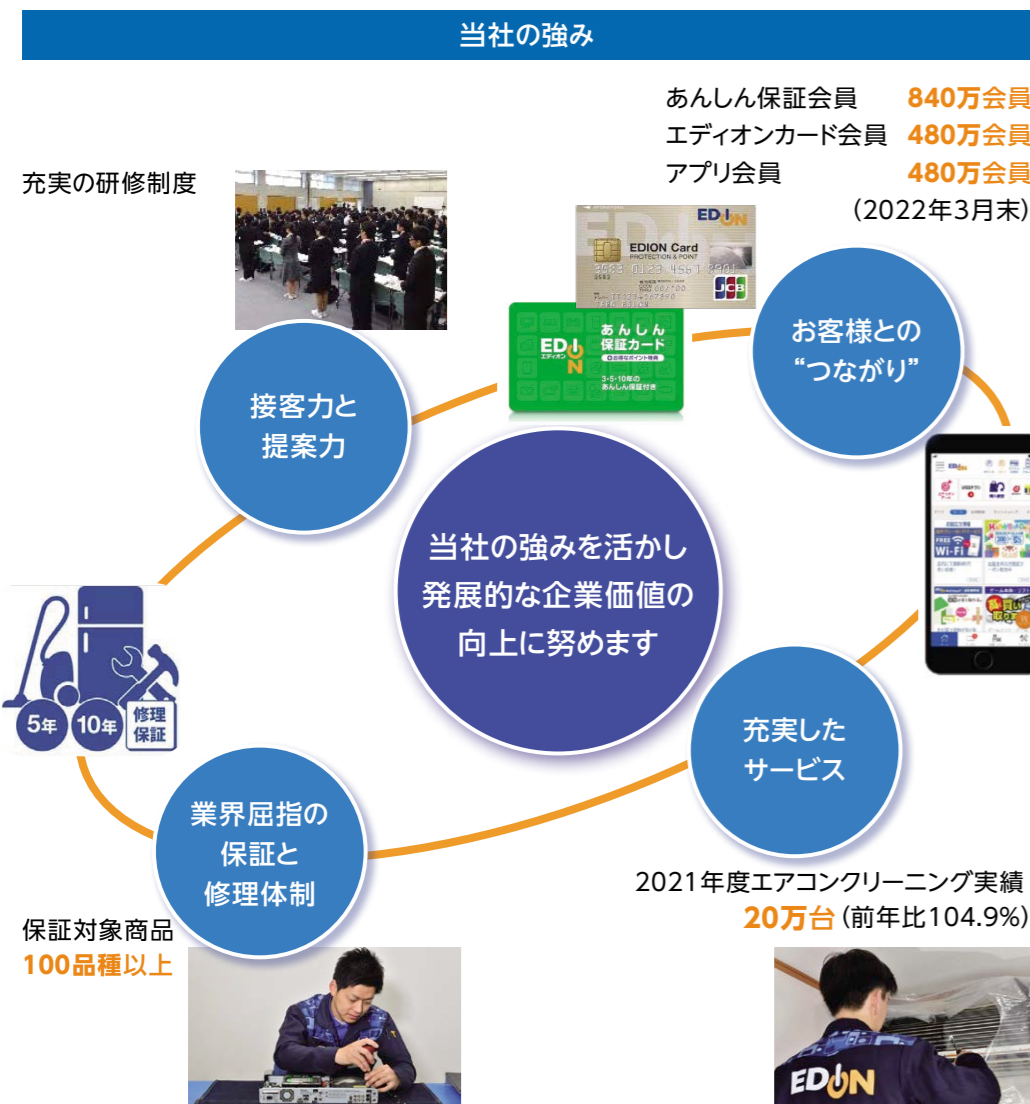 当社の強み
あんしん保証会員 840万会員
エディオンカード会員 480万会員
アプリ会員 480万会員
(2022年3月末)
充実の研修制度
EDION
EDION Card
PROTECTION & POINT
JCB
EDION
エディオン
あんしん
保証カード
お得なポイント特典
3・5・10年の
あんしん保証付き
お客様との
“つながり”
接客力と
提案力
当社の強みを活かし
発展的な企業価値の
向上に努めます
FREE
Wi-Fi
5年
10年
修理
保証
充実した
サービス
業界屈指の
保証と
修理体制
2021年度エアコンクリーニング実績
20万台(前年比104.9%)
保証対象商品
100品種以上
EDION